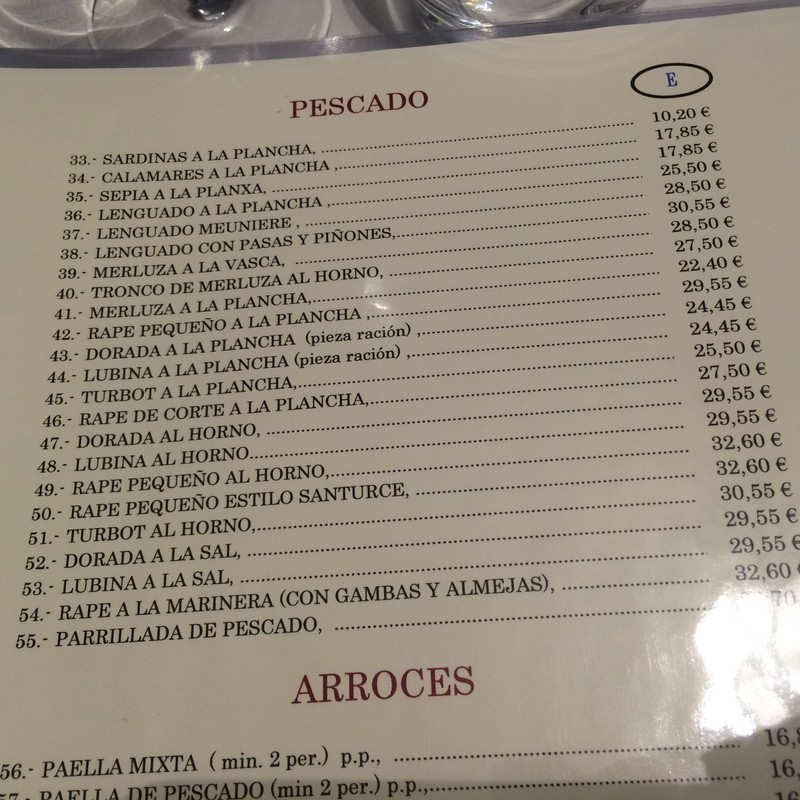 PESCADO E
33.- SARDINAS A LA PLANCHA, 10,20 €
34.- CALAMARES A LA PLANCHA , 17,85 €
35.- SEPIA A LA PLANXA, 17,85 €
36.- LENGUADO A LA PLANCHA , 25,50 €
37.- LENGUADO MEUNIERE , 28,50 €
38.- LENGUADO CON PASAS Y PIÑONES, 30,55 €
39.- MERLUZA A LA VASCA, 28,50 €
40.- TRONCO DE MERLUZA AL HORNO, 27,50 €
41.- MERLUZA A LA PLANCHA, 22,40 €
42.- RAPE PEQUEÑO A LA PLANCHA , 29,55 €
43.- DORADA A LA PLANCHA (pieza ración) , 24,45 €
44.- LUBINA A LA PLANCHA (pieza ración) , 24,45 €
45.- TURBOT A LA PLANCHA, 25,50 €
46.- RAPE DE CORTE A LA PLANCHA, 27,50 €
47.- DORADA AL HORNO, 29,55 €
48.- LUBINA AL HORNO 29,55 €
49.- RAPE PEQUEÑO AL HORNO, 32,60 €
50.- RAPE PEQUEÑO ESTILO SANTURCE, 32,60 €
51.- TURBOT AL HORNO, 30,55 €
52.- DORADA A LA SAL, 29,55 €
53.- LUBINA A LA SAL, 29,55 €
54.- RAPE A LA MARINERA (CON GAMBAS Y ALMEJAS), 32,60 €
55.- PARRILLADA DE PESCADO,
ARROCES
56.- PAELLA MIXTA ( min. 2 per.) p.p.,
57.- PAELLA DE PESCADO (min 2 per.) p.p.,